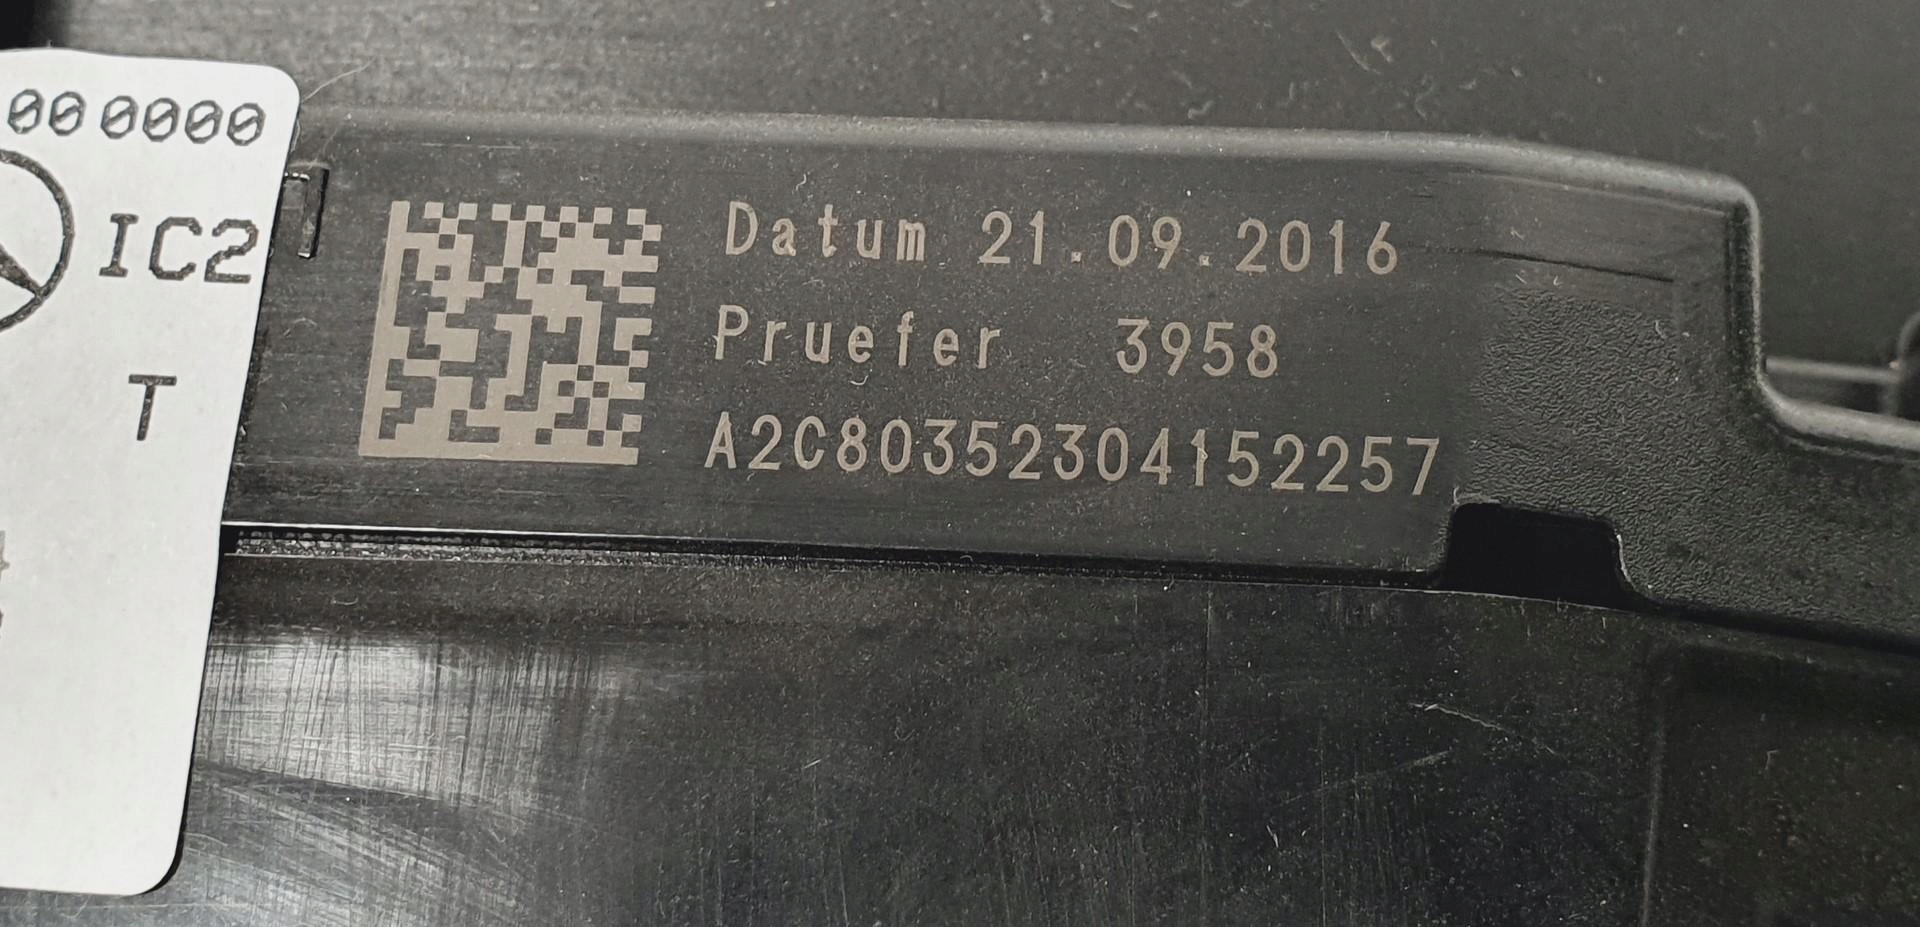 00 0000
IC2
T
Datum 21.09.2016
Pruefer 3958
A2C80352304152257